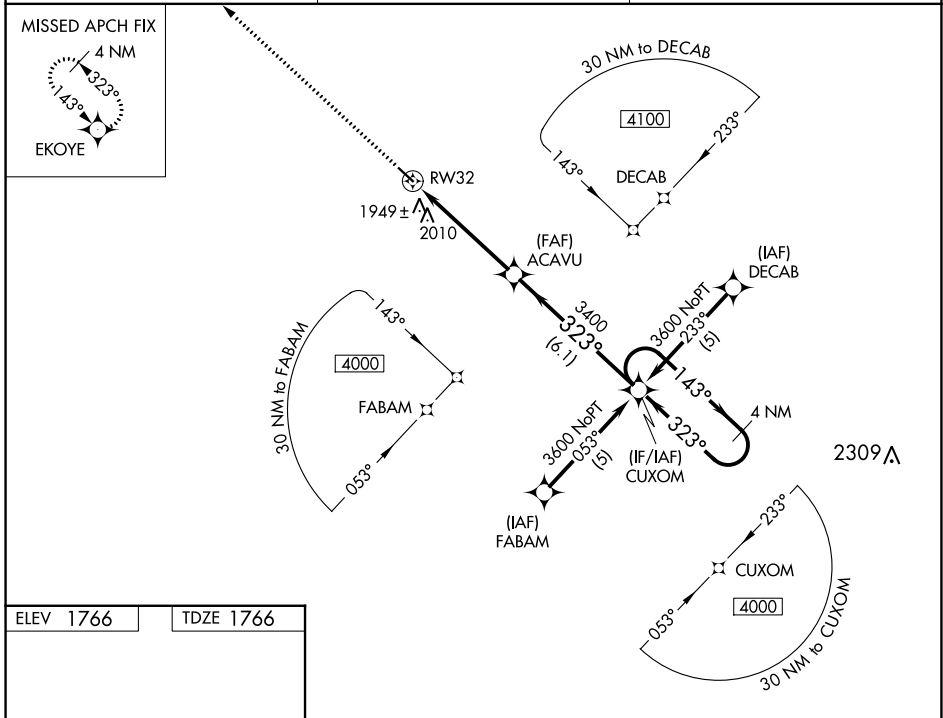 MISSED APCH FIX
4 NM
323°
143°
EKOYE
30 NM to DECAB
4100
143°
233°
DECAB
RW32
1949±
2010
(FAF)
ACAVU
(IAF)
DECAB
3400
323°
(6.1)
3600 NoPT
233°
(5)
143°
4 NM
323°
(IF/IAF)
CUXOM
3600 NoPT
053°
(5)
(IAF)
FABAM
30 NM to FABAM
143°
4000
FABAM
053°
2309
233°
CUXOM
4000
053°
30 NM to CUXOM
ELEV 1766
TDZE 1766